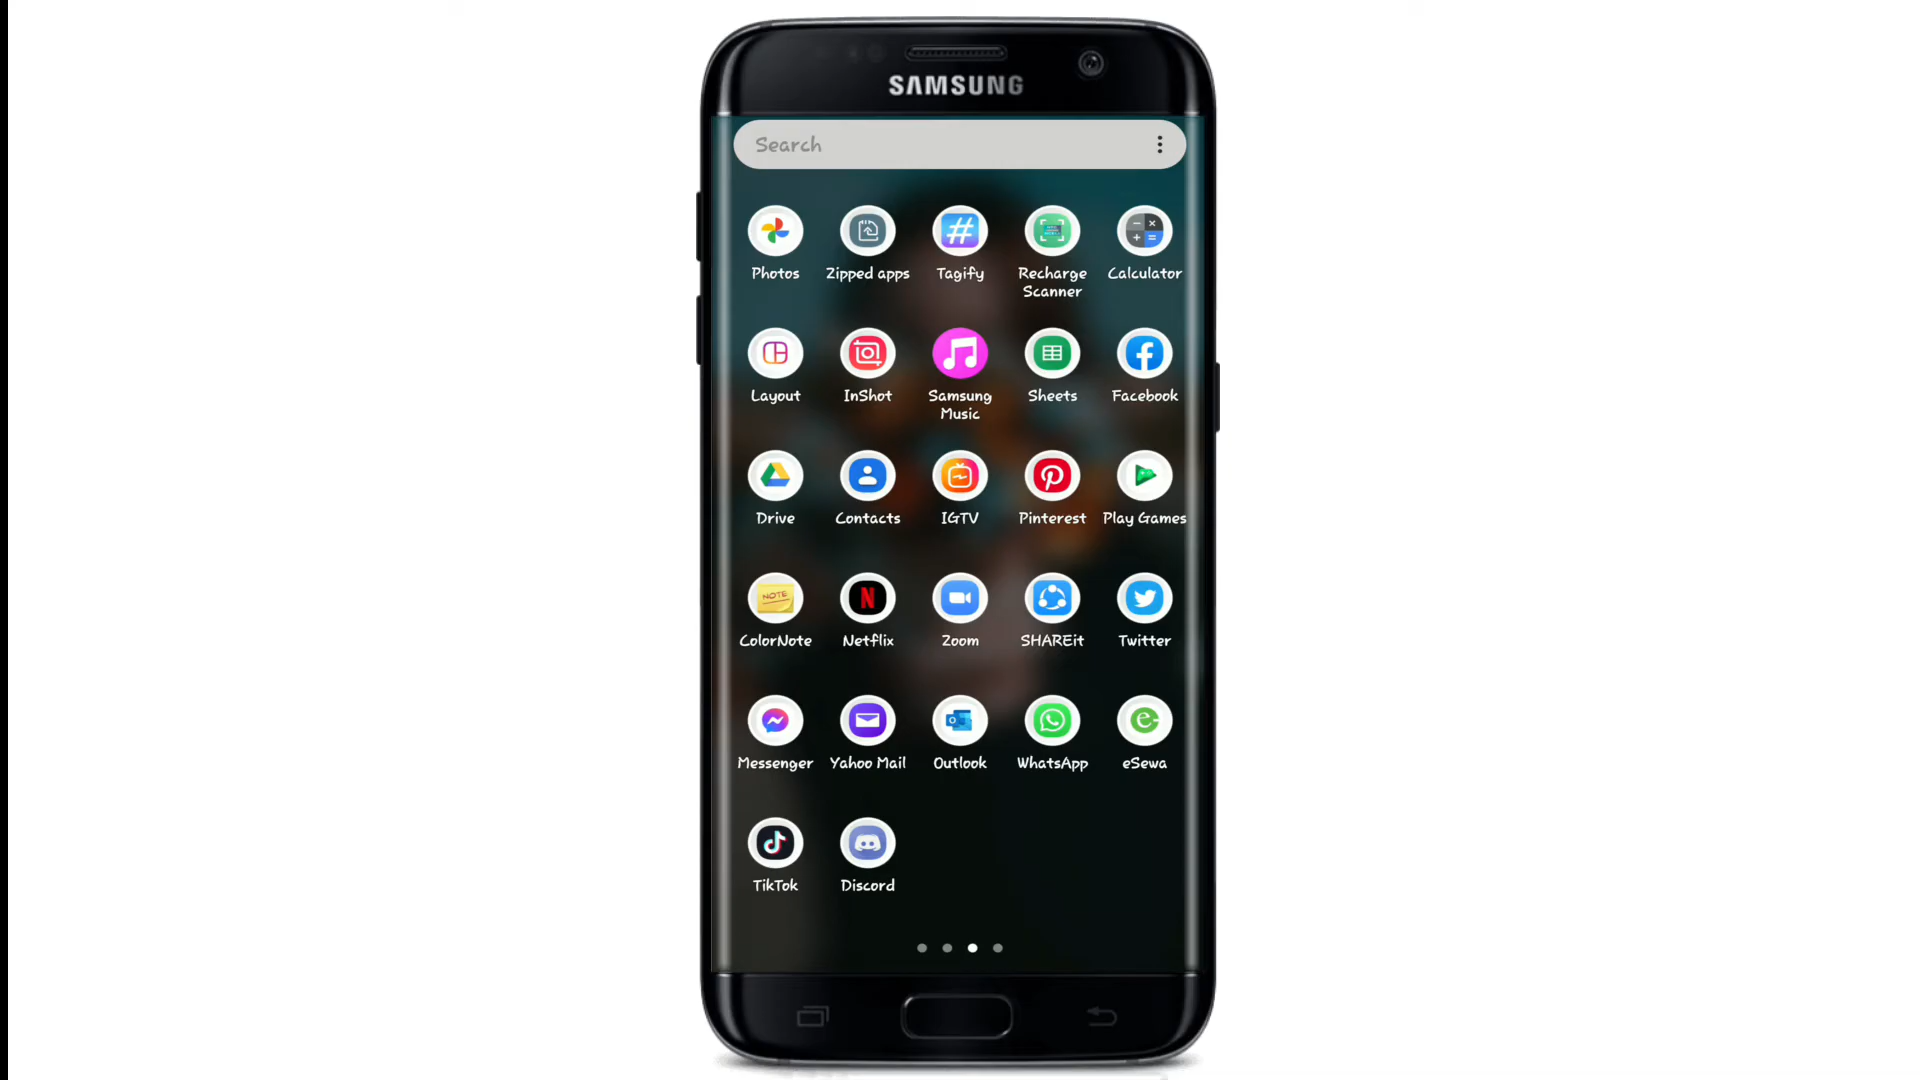 SAMSUNG
Search
Photos
Zipped apps
Tagify
Recharge
Scanner
Calculator
Layout
InShot
Samsung
Music
Sheets
Facebook
Drive
Contacts
IGTV
Pinterest
Play Games
NOTE
ColorNote
Netflix
Zoom
SHAREit
Twitter
Messenger
Yahoo Mail
Outlook
WhatsApp
eSewa
TikTok
Discord